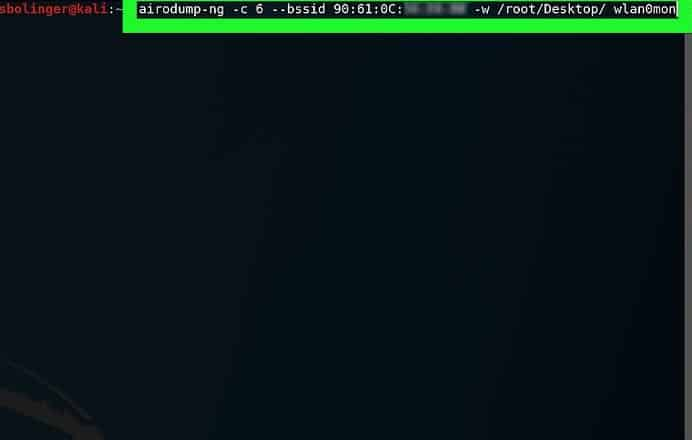 sbolinger@kali:~ airodump-ng -c 6 --bssid 90:61:0C: -w /root/Desktop/ wlan0mon